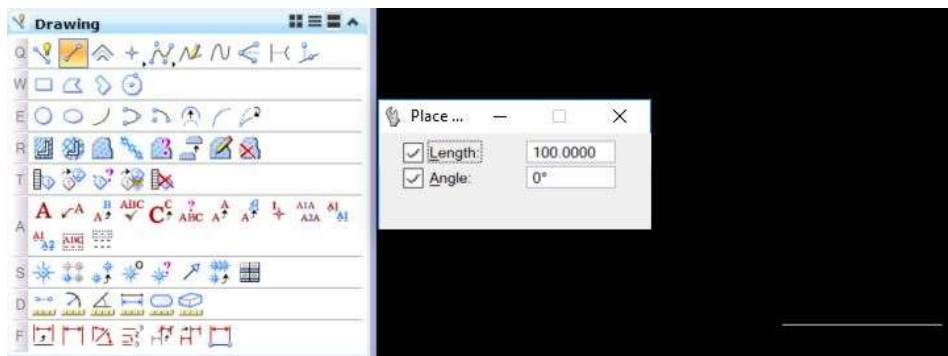 Drawing
Q
W
E
R
T
A
S
D
F
Place ...
Length: 100.0000
Angle: 0°